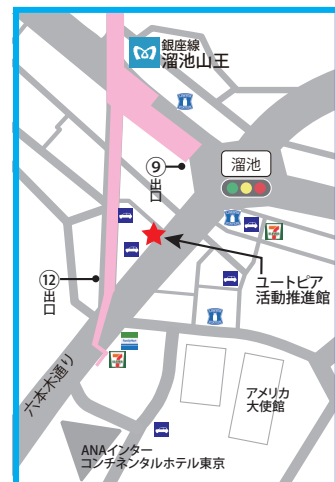 銀座線
溜池山王
⑨
出口
溜池
⑫
出口
ユートピア
活動推進館
六本木通り
アメリカ
大使館
ANAインター
コンチネンタルホテル東京